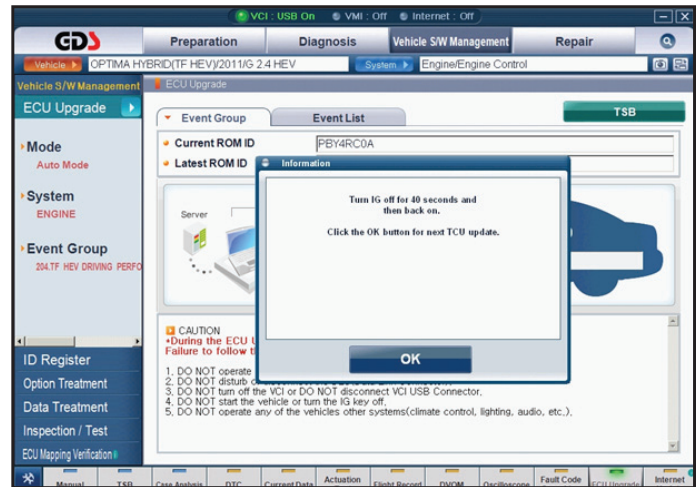 VCI : USB On VMI : Off Internet : Off
GDS Preparation Diagnosis Vehicle S/W Management Repair
Vehicle OPTIMA HYBRID(TF HEV)/2011/G 2.4 HEV System Engine/Engine Control
Vehicle S/W Management ECU Upgrade
ECU Upgrade
Event Group Event List TSB
Current ROM ID PBY4RC0A
Latest ROM ID
Mode
Auto Mode
System
ENGINE
Event Group
204.TF HEV DRIVING PERFO
Server
Information
Turn IG off for 40 seconds and
then back on.
Click the OK button for next TCU update.
OK
CAUTION
•During the ECU U
Failure to follow t
1. DO NOT operate
2. DO NOT disturb o
3. DO NOT turn off the VCI or DO NOT disconnect VCI USB Connector.
4. DO NOT start the vehicle or turn the IG key off.
5. DO NOT operate any of the vehicles other systems(climate control, lighting, audio, etc.).
ID Register
Option Treatment
Data Treatment
Inspection / Test
ECU Mapping Verification
Manual TSB Case Analysis DTC Current Data Actuation Flight Record DVOM Oscilloscope Fault Code ECU Upgrade Internet